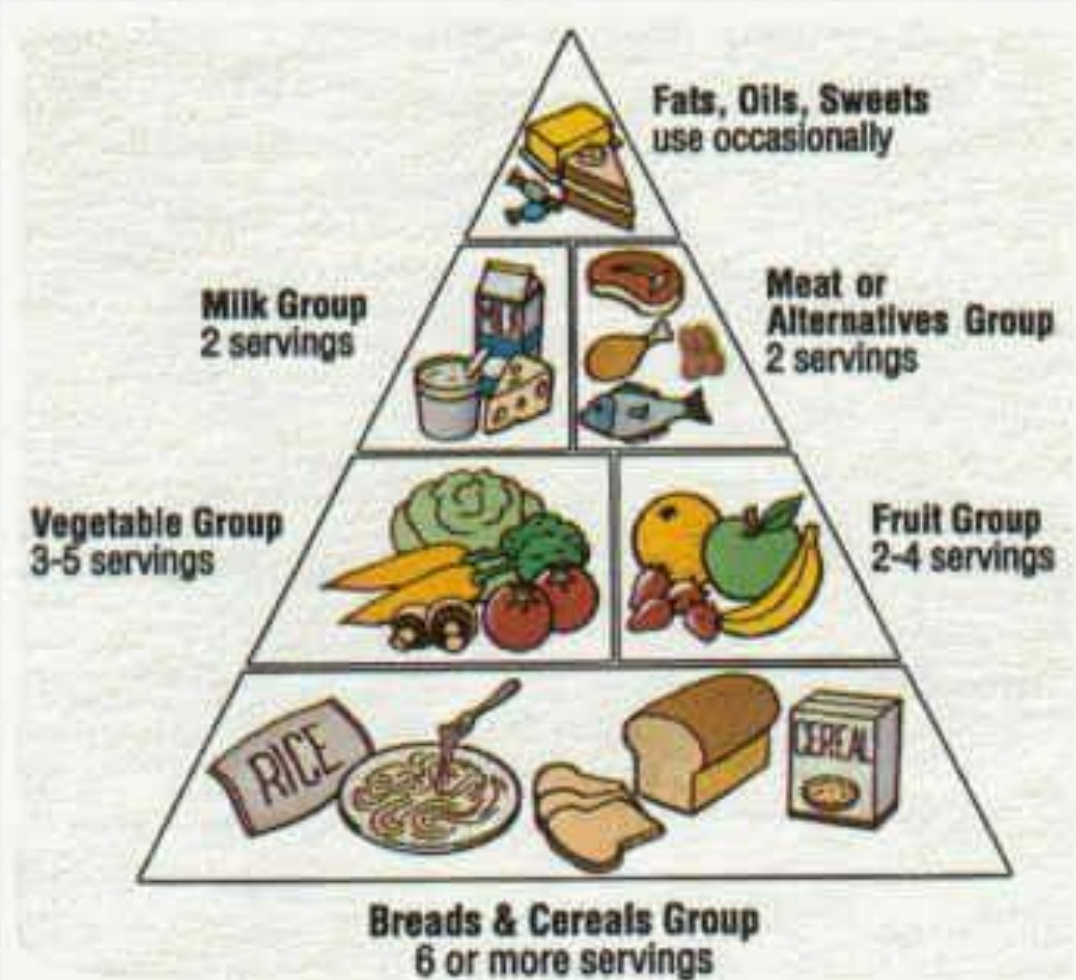 Fats, Oils, Sweets
use occasionally
Milk Group
2 servings
Meat or
Alternatives Group
2 servings
Vegetable Group
3-5 servings
Fruit Group
2-4 servings
RICE
CEREAL
Breads & Cereals Group
6 or more servings